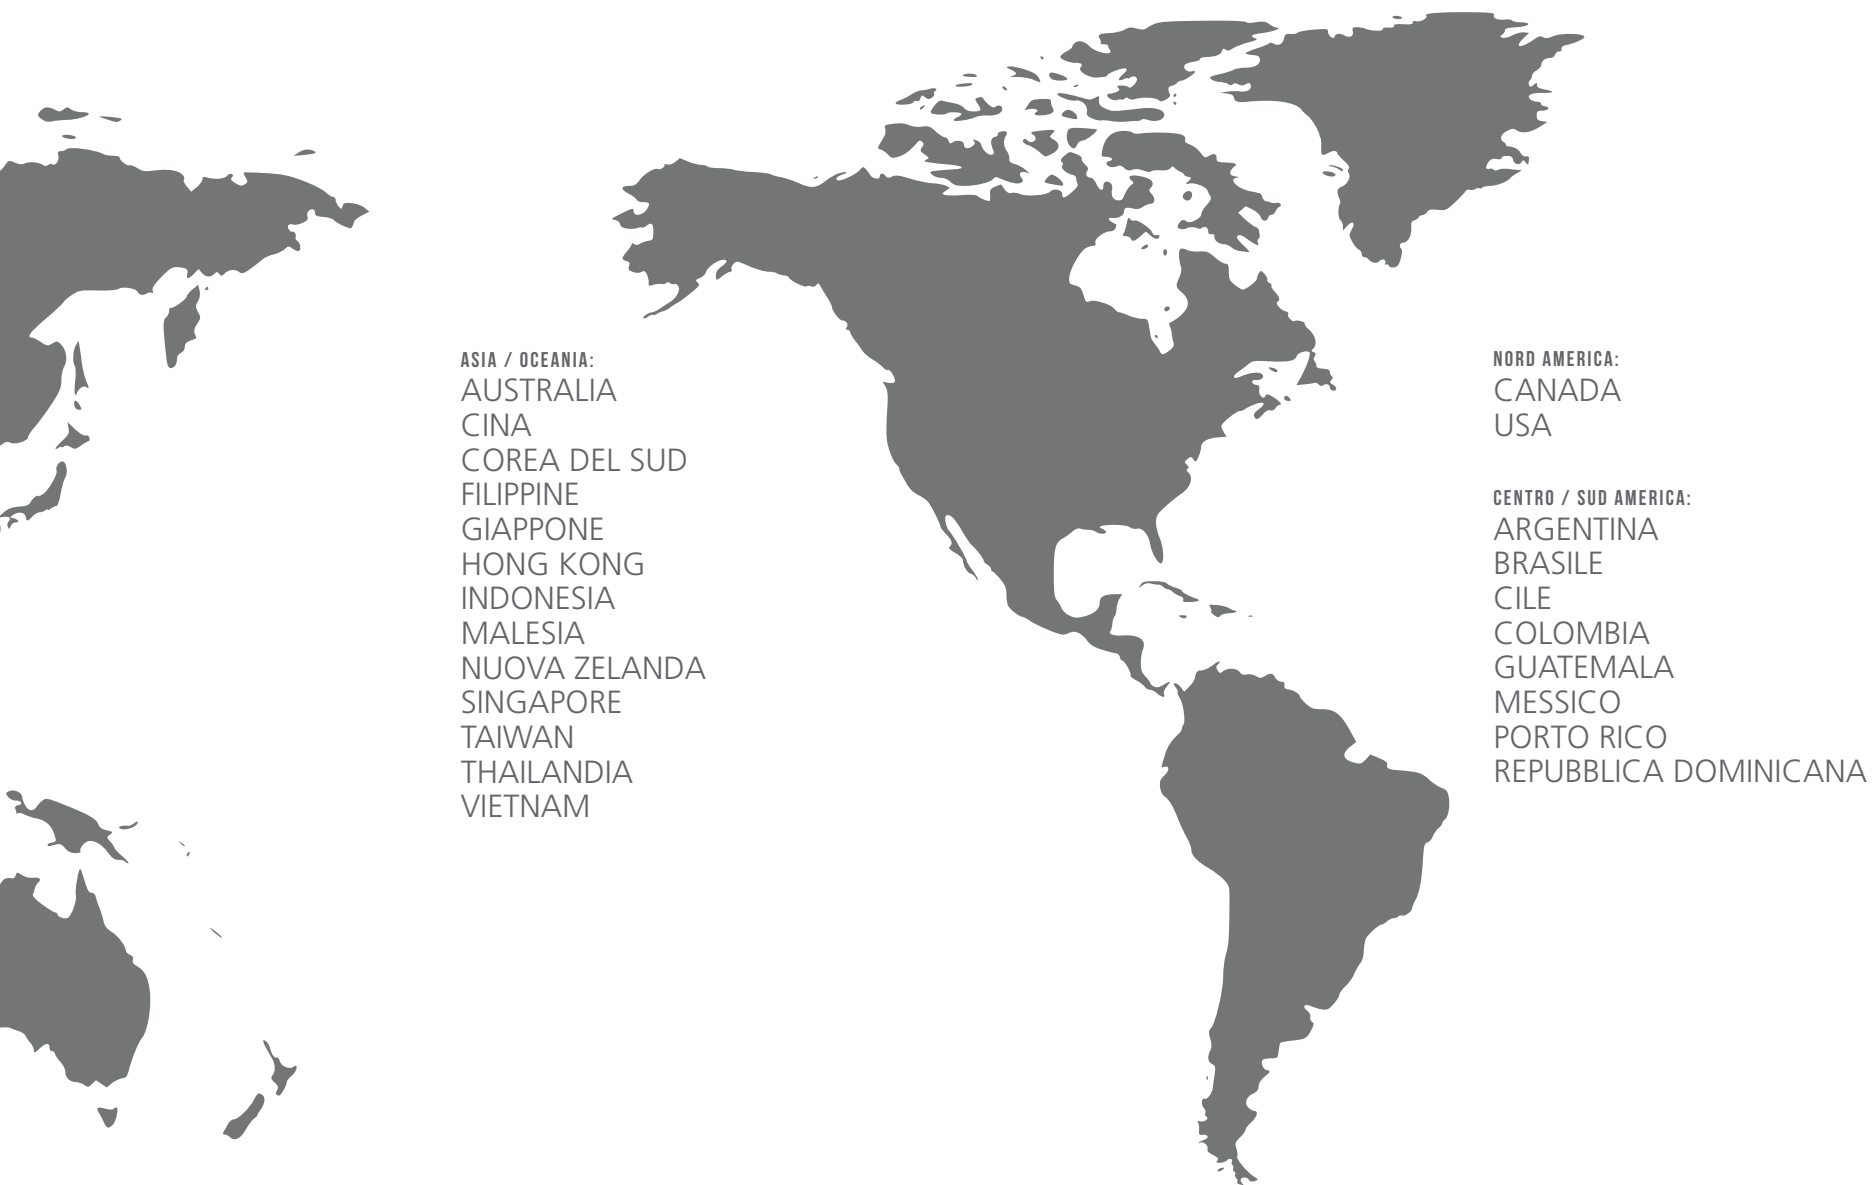 ASIA / OCEANIA:
AUSTRALIA
CINA
COREA DEL SUD
FILIPPINE
GIAPPONE
HONG KONG
INDONESIA
MALESIA
NUOVA ZELANDA
SINGAPORE
TAIWAN
THAILANDIA
VIETNAM
NORD AMERICA:
CANADA
USA
CENTRO / SUD AMERICA:
ARGENTINA
BRASILE
CILE
COLOMBIA
GUATEMALA
MESSICO
PORTO RICO
REPUBBLICA DOMINICANA